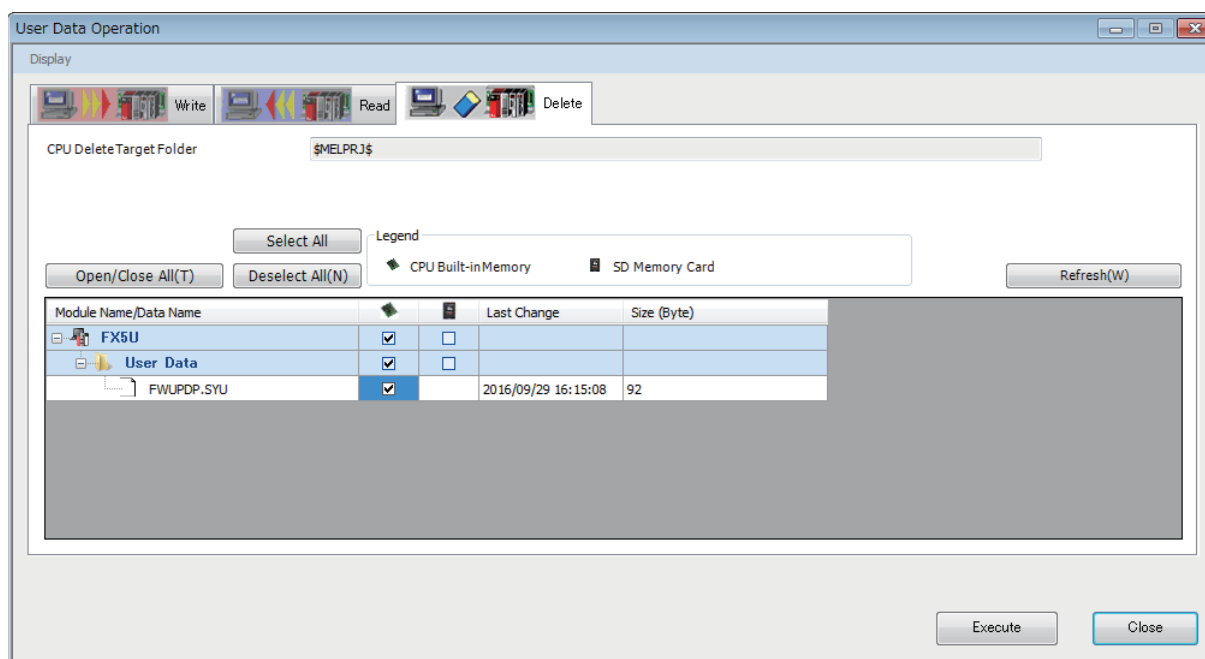 User Data Operation
Display
Write Read Delete
CPU Delete Target Folder $MELPRJ$
Select All Legend
Open/Close All(T) Deselect All(N) CPU Built-in Memory SD Memory Card Refresh(W)
Module Name/Data Name Last Change Size (Byte)
FX5U
User Data
FWUPDP.SYU 2016/09/29 16:15:08 92
Execute Close